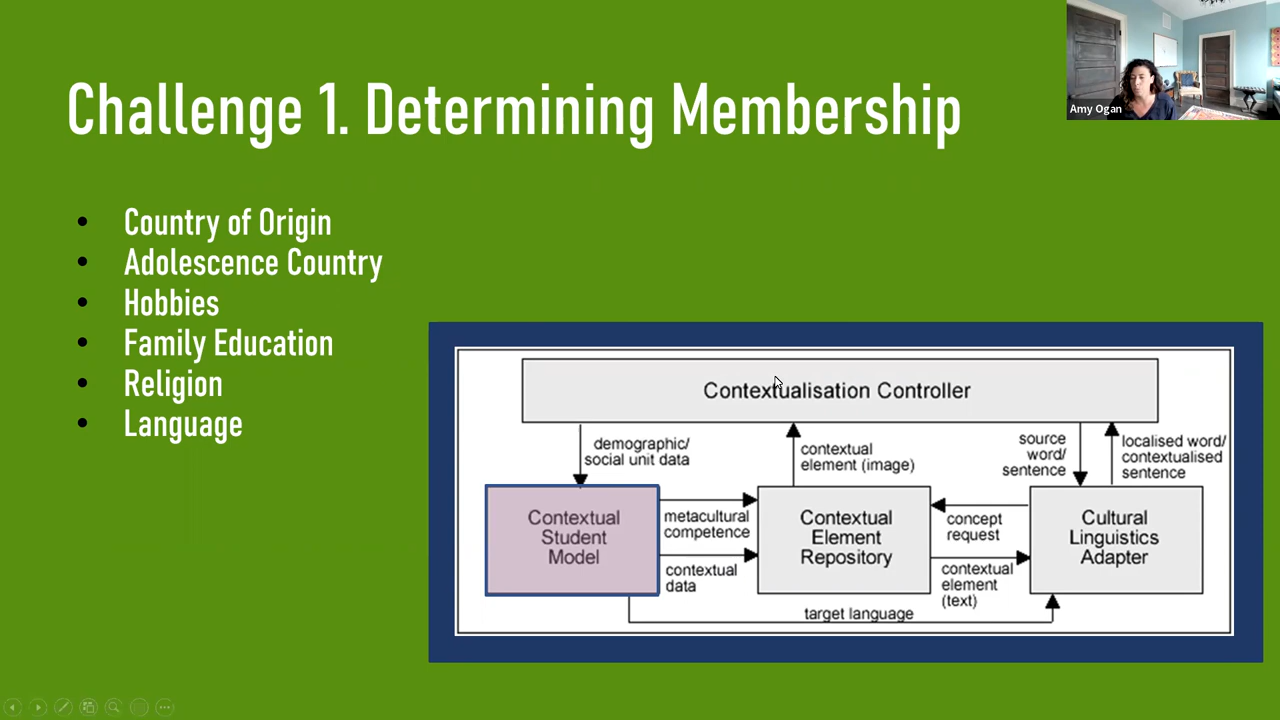 Challenge 1. Determining Membership
Amy Ogan
• Country of Origin
• Adolescence Country
• Hobbies
• Family Education
• Religion
• Language
Contextualisation Controller
demographic/
social unit data
contextual
element (image)
source
word/
sentence
localised word/
contextualised
sentence
Contextual
Student
Model
metacultural
competence
contextual
data
Contextual
Element
Repository
concept
request
contextual
element
(text)
Cultural
Linguistics
Adapter
target language